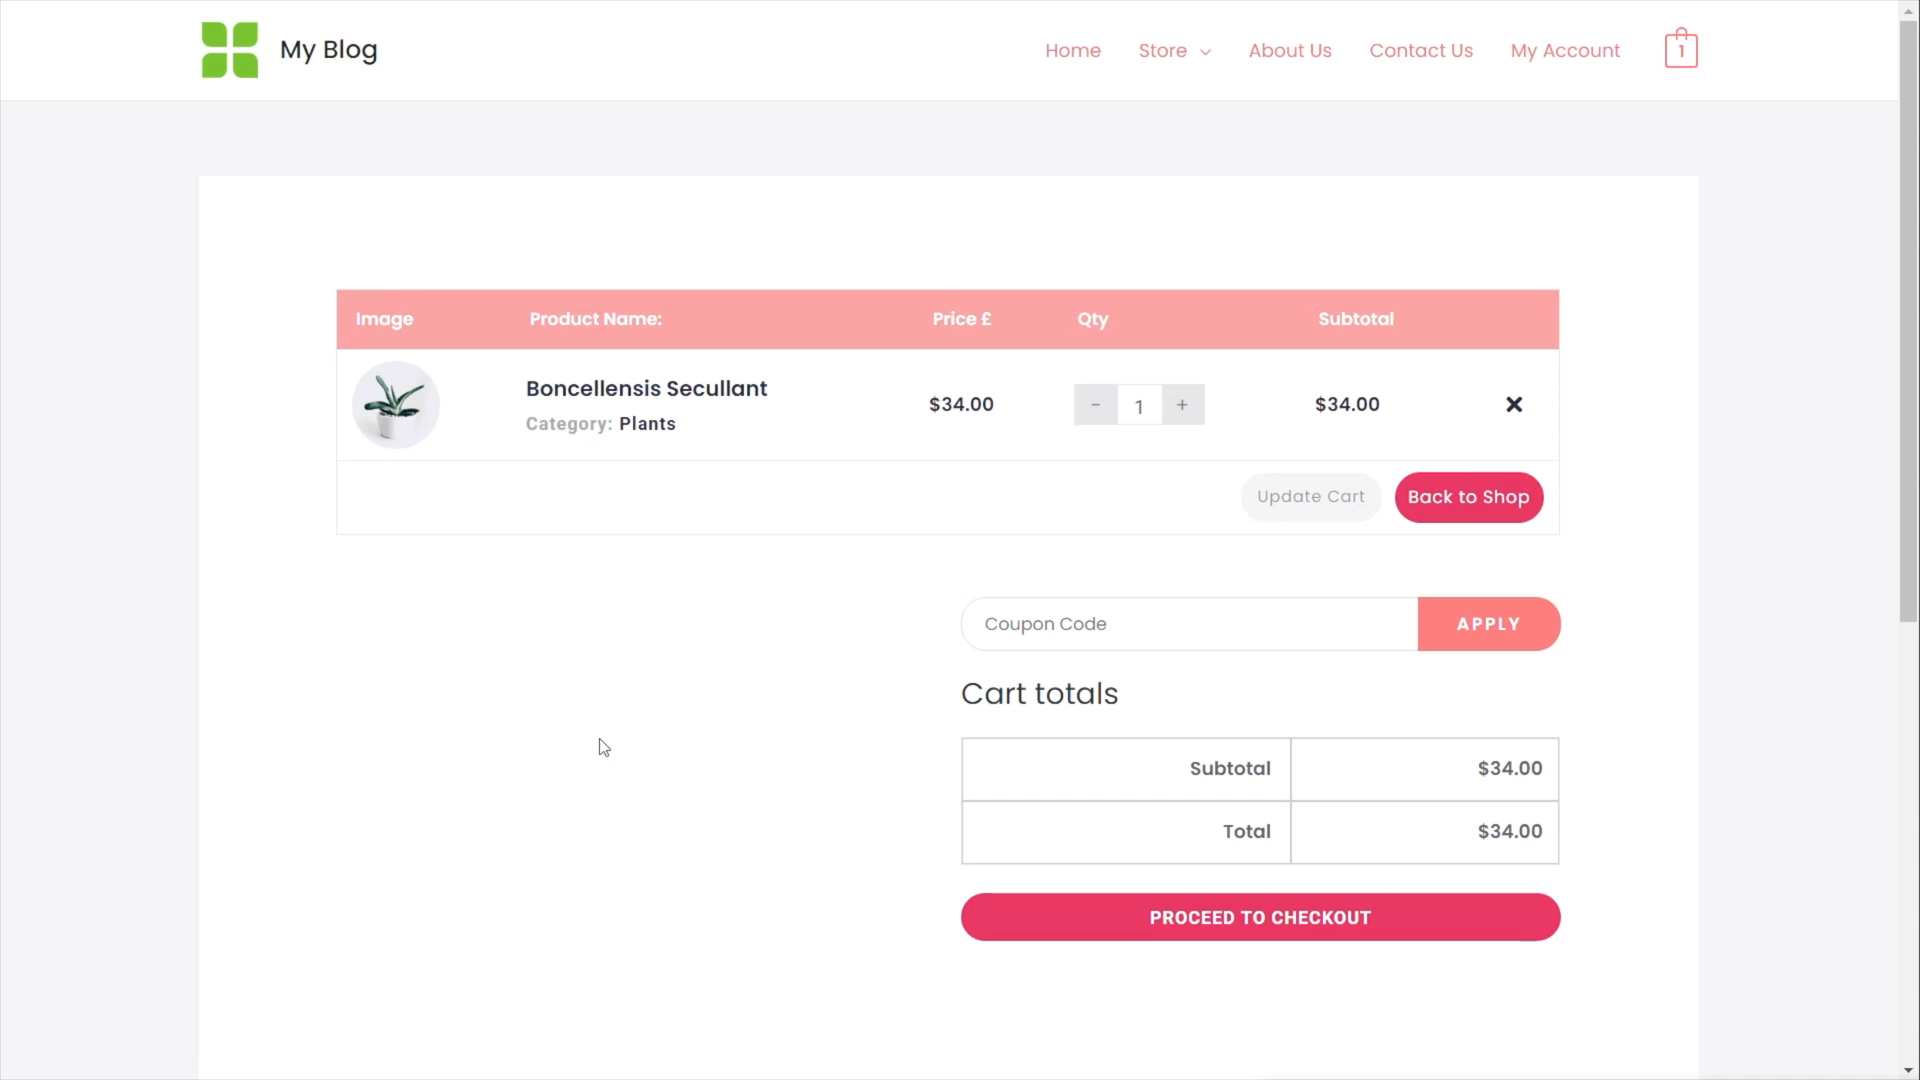 My Blog
Home Store About Us Contact Us My Account 1
Image Product Name: Price £ Qty Subtotal
Boncellensis Secullant
Category: Plants
$34.00 - 1 + $34.00
Update Cart Back to Shop
Coupon Code APPLY
Cart totals
Subtotal $34.00
Total $34.00
PROCEED TO CHECKOUT